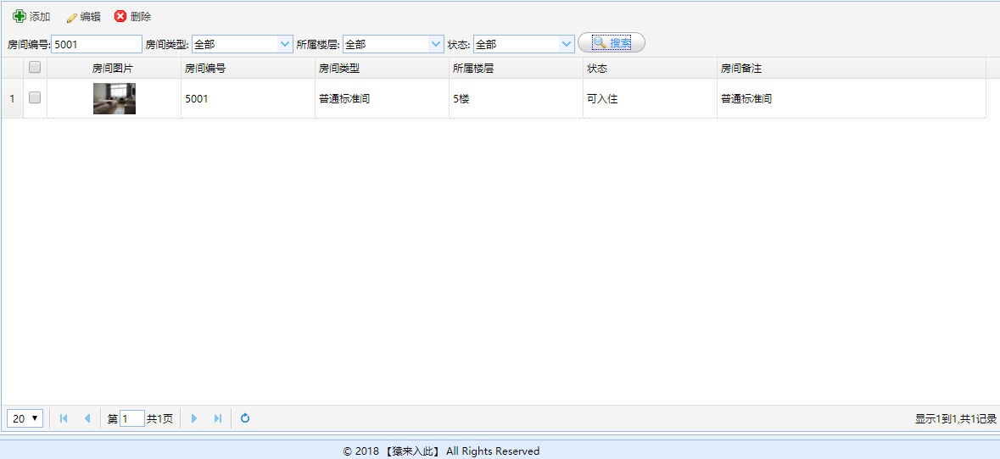 添加 编辑 删除
房间编号: 5001 房间类型: 全部 所属楼层: 全部 状态: 全部 搜索
房间图片 房间编号 房间类型 所属楼层 状态 房间备注
1 5001 普通标准间 5楼 可入住 普通标准间
20 第 1 共1页 显示1到1,共1记录
© 2018 【猿来入此】 All Rights Reserved